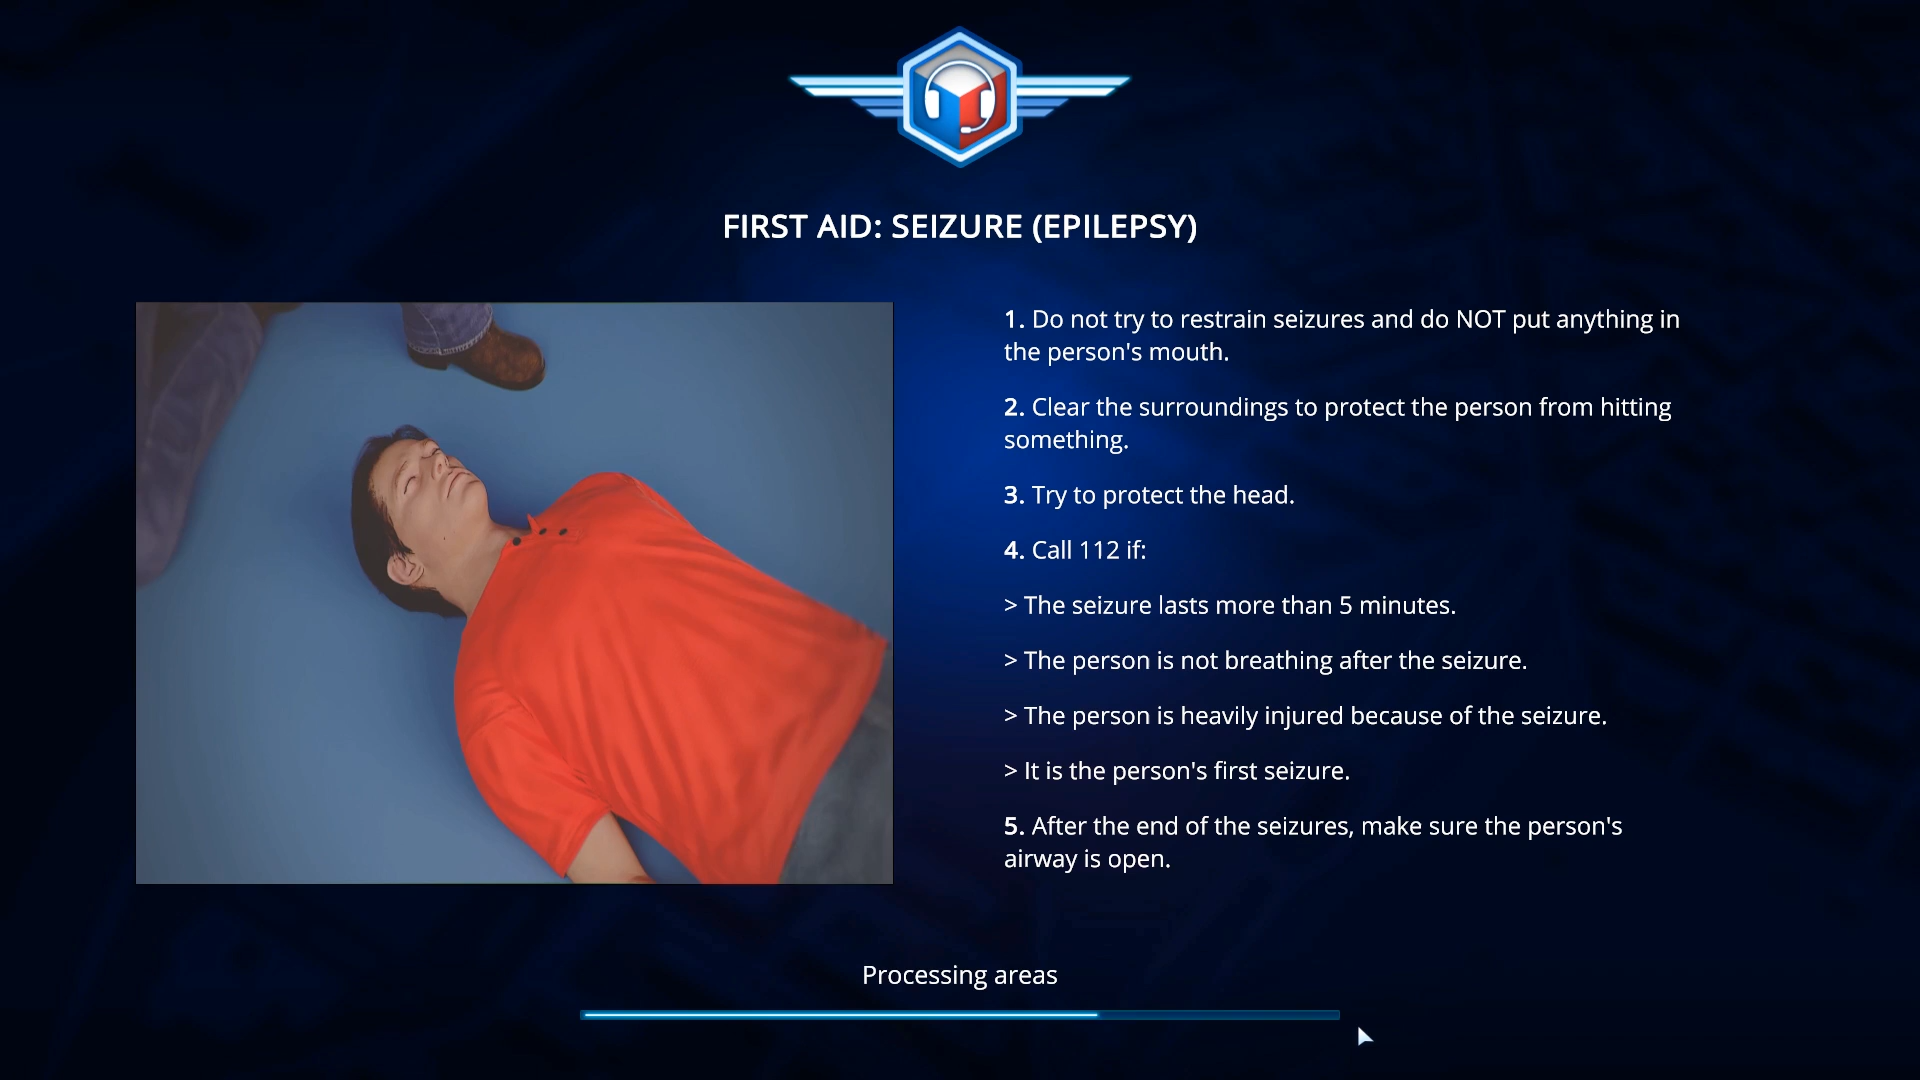 FIRST AID: SEIZURE (EPILEPSY)
1. Do not try to restrain seizures and do NOT put anything in
the person's mouth.
2. Clear the surroundings to protect the person from hitting
something.
3. Try to protect the head.
4. Call 112 if:
> The seizure lasts more than 5 minutes.
> The person is not breathing after the seizure.
> The person is heavily injured because of the seizure.
> It is the person's first seizure.
5. After the end of the seizures, make sure the person's
airway is open.
Processing areas